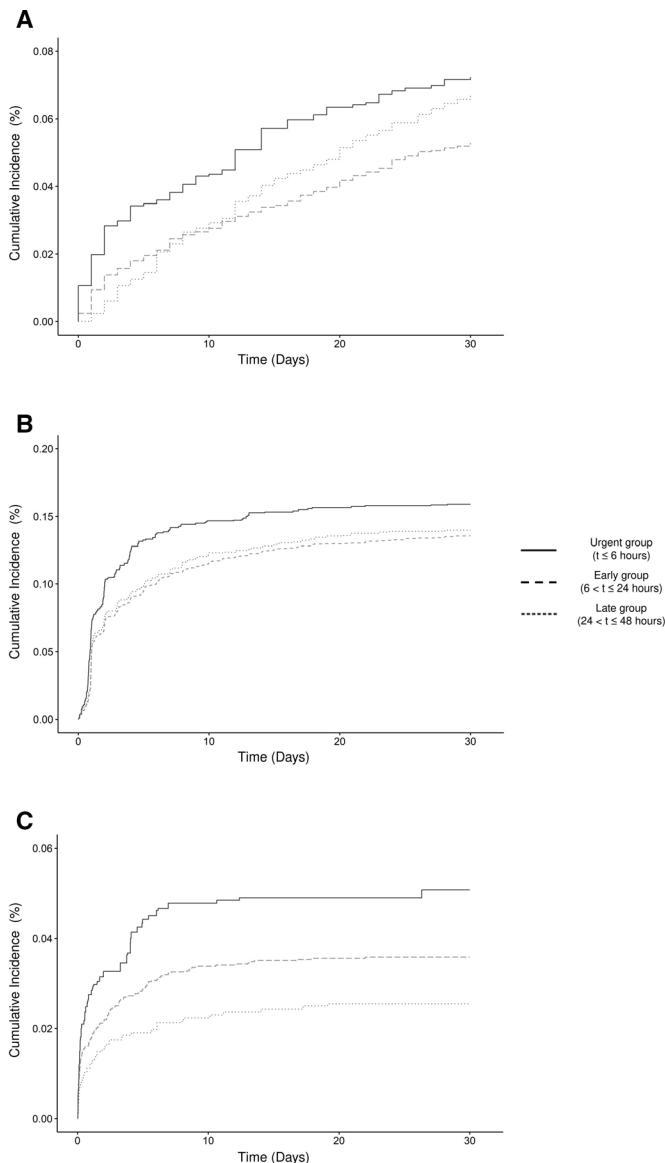 A
Cumulative Incidence (%)
0.08
0.06
0.04
0.02
0.00
0
10
20
30
Time (Days)
B
Cumulative Incidence (%)
0.20
0.15
0.10
0.05
0.00
0
10
20
30
Time (Days)
Urgent group
(t ≤ 6 hours)
Early group
(6 < t ≤ 24 hours)
Late group
(24 < t ≤ 48 hours)
C
Cumulative Incidence (%)
0.06
0.04
0.02
0.00
0
10
20
30
Time (Days)